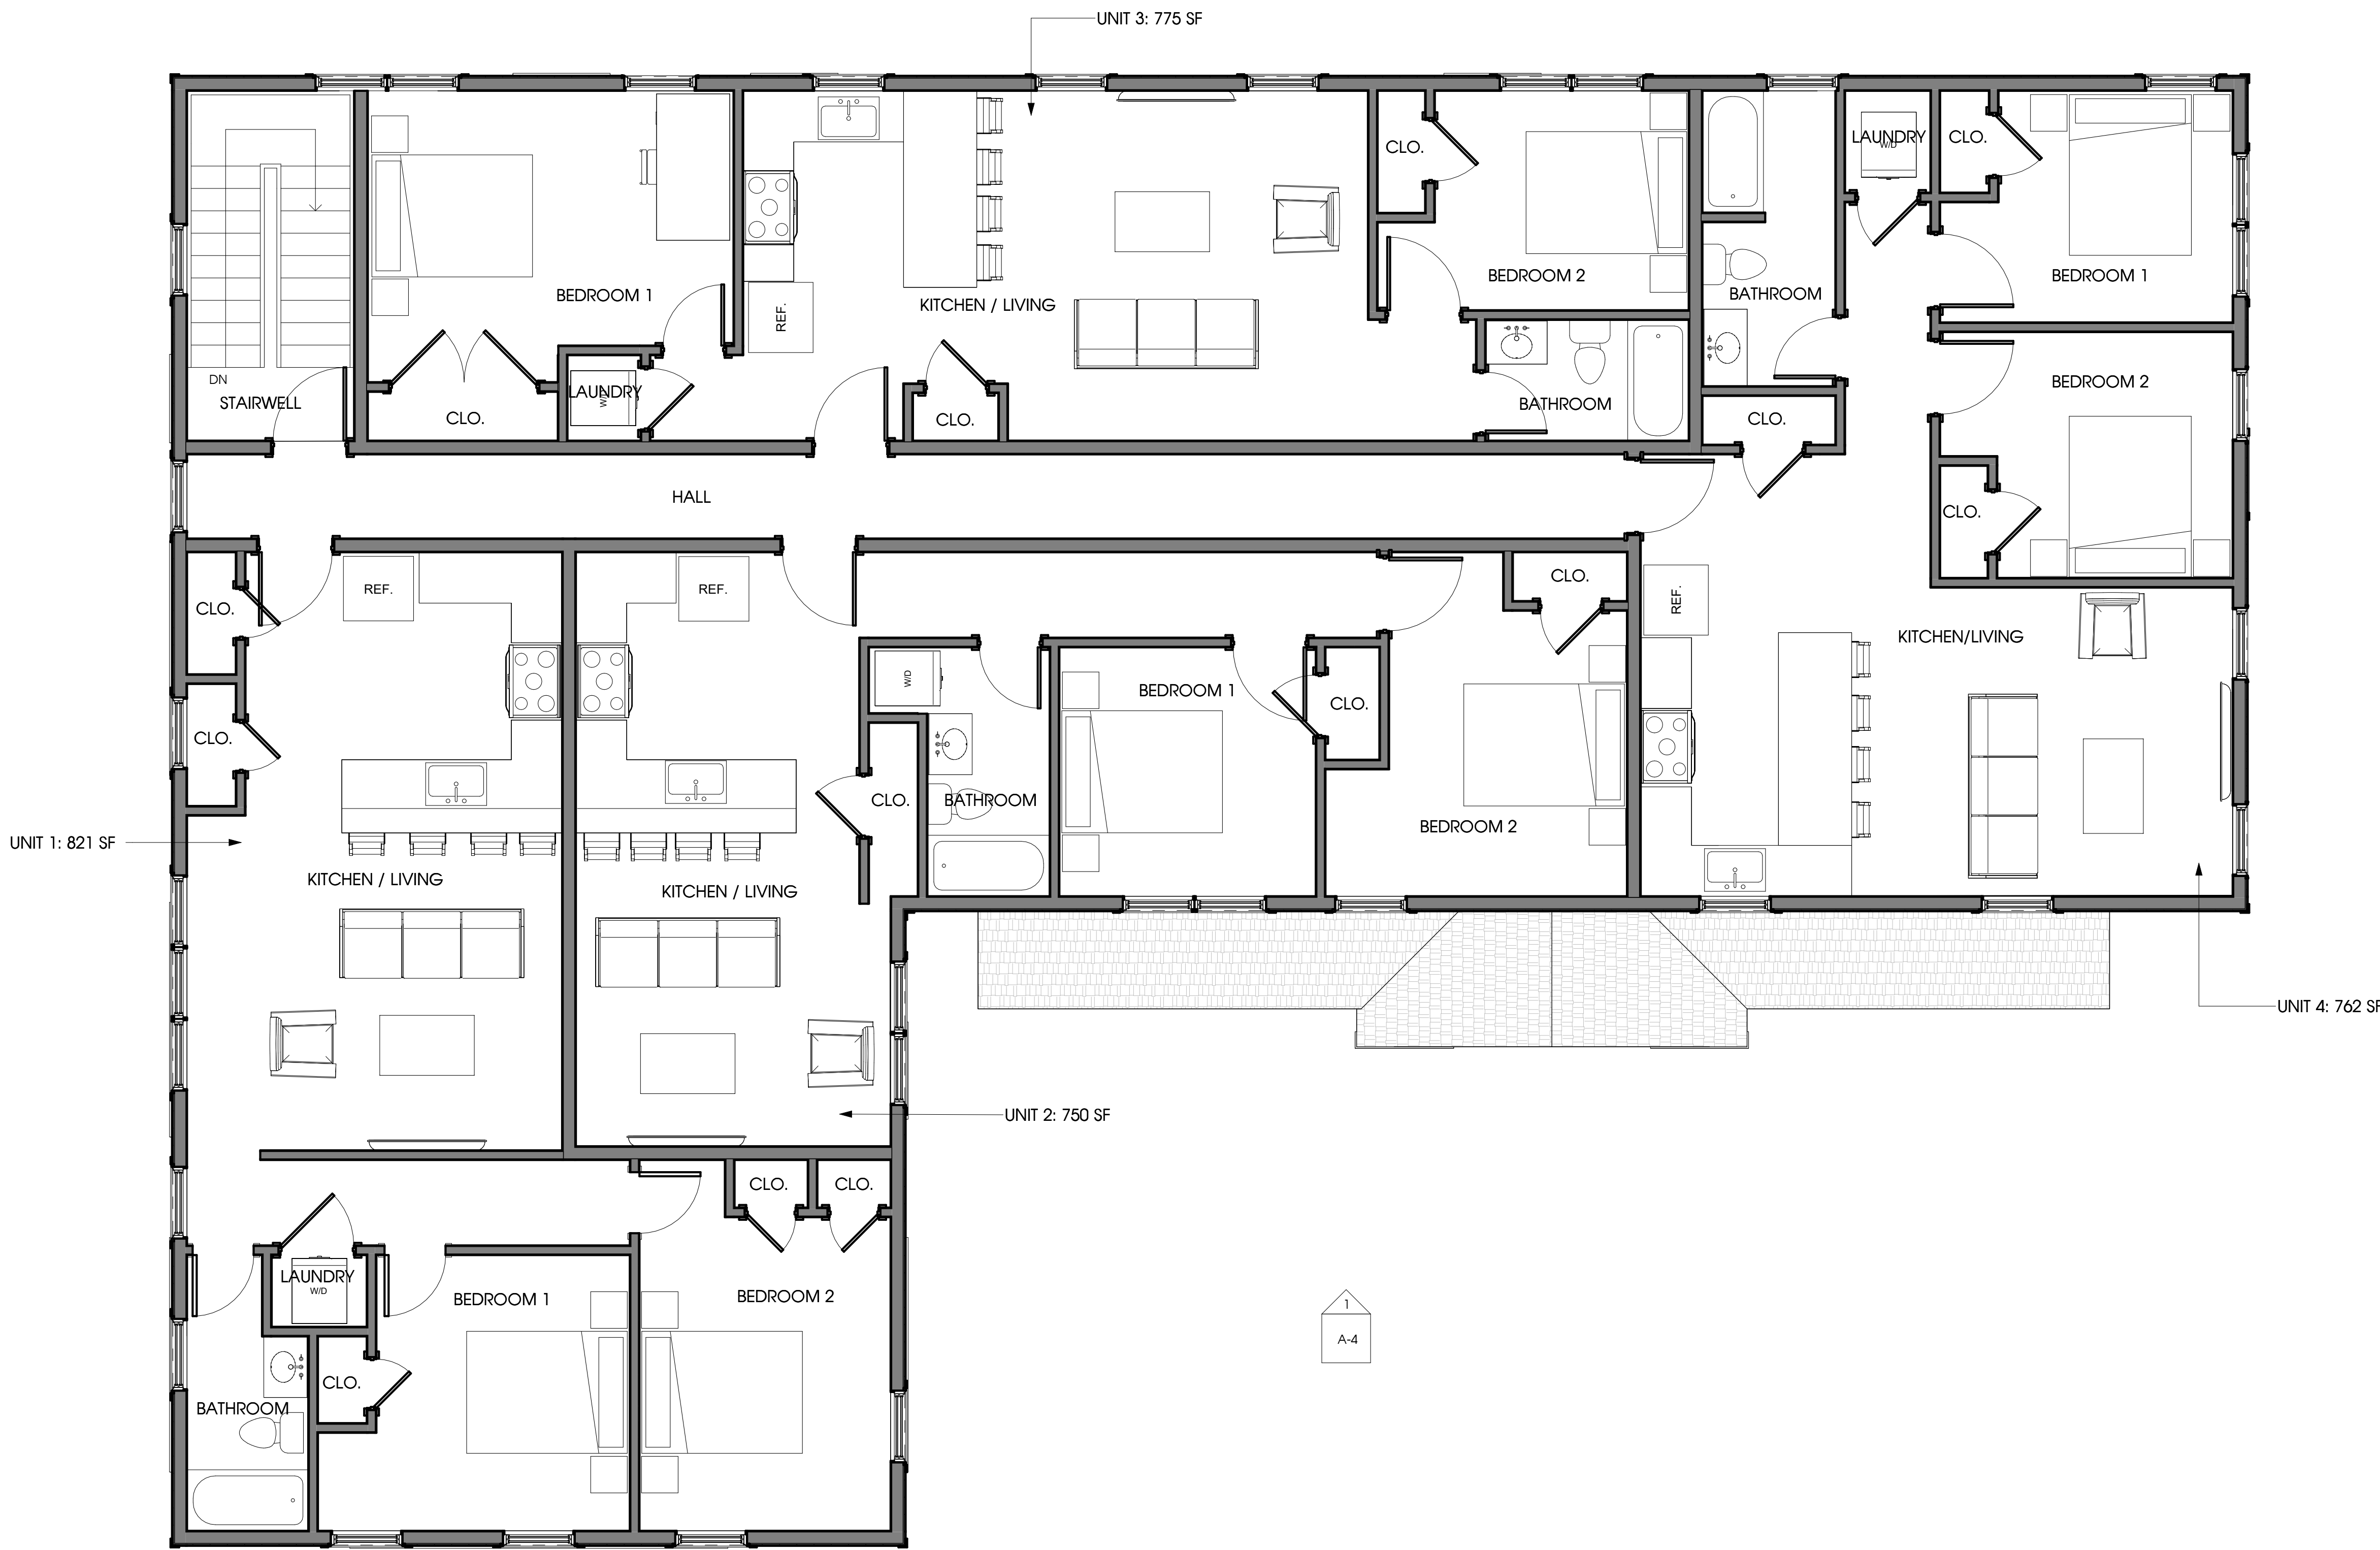 UNIT 3: 775 SF
LAUNDRY
W/D
CLO.
CLO.
BEDROOM 2
BEDROOM 1
BATHROOM
BEDROOM 1
KITCHEN / LIVING
REF.
DN
STAIRWELL
LAUNDRY
W/D
CLO.
CLO.
BATHROOM
CLO.
BEDROOM 2
HALL
CLO.
REF.
REF.
CLO.
CLO.
REF.
KITCHEN/LIVING
W/D
BEDROOM 1
CLO.
CLO.
CLO.
BATHROOM
BEDROOM 2
UNIT 1: 821 SF
KITCHEN / LIVING
KITCHEN / LIVING
UNIT 4: 762 SF
UNIT 2: 750 SF
CLO.
CLO.
LAUNDRY
W/D
BEDROOM 1
BEDROOM 2
1
A-4
CLO.
BATHROOM